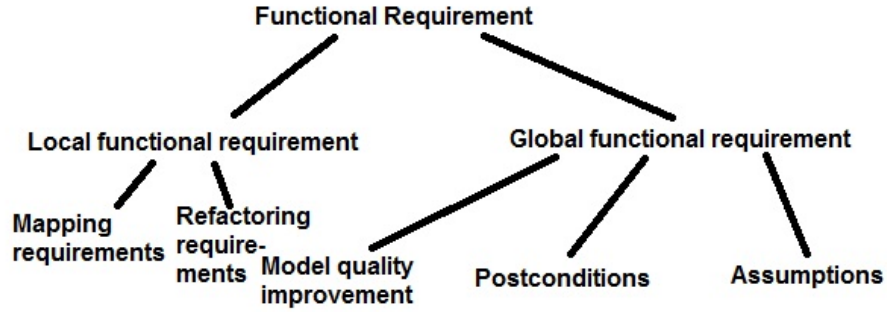 Functional Requirement
Local functional requirement
Global functional requirement
Mapping
requirements
Refactoring
require-
ments
Model quality
improvement
Postconditions
Assumptions